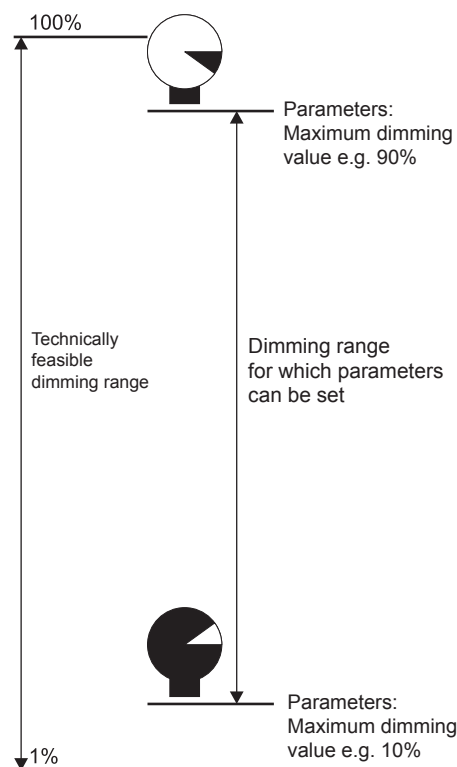 100%
Parameters:
Maximum dimming
value e.g. 90%
Technically
feasible
dimming range
Dimming range
for which parameters
can be set
Parameters:
Maximum dimming
value e.g. 10%
1%